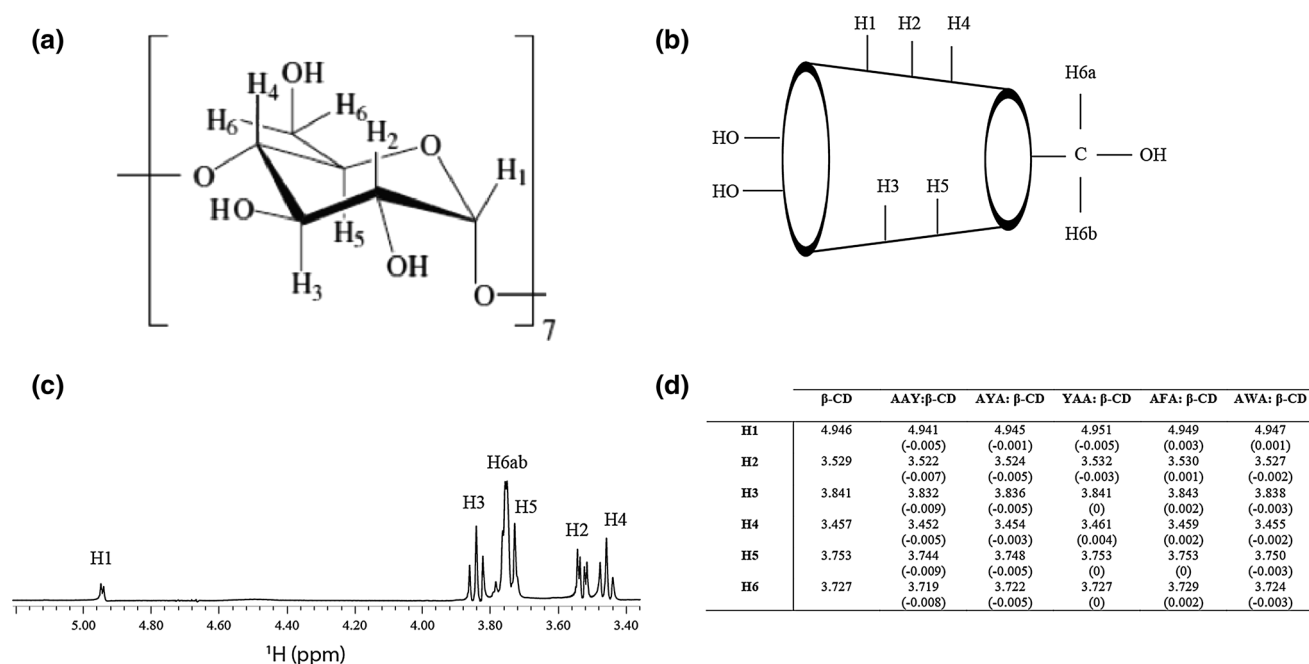 (a)
OH
H4
H6
H6
H2
O
H1
O
HO
H5
OH
H3
O
7
(b)
H1 H2 H4
H6a
HO
C OH
HO
H3 H5
H6b
(c)
H1
H3
H6ab
H5
H2
H4
5.00 4.80 4.60 4.40 4.20 4.00 3.80 3.60 3.40
¹H (ppm)
(d)
β-CD AAY:β-CD AYA: β-CD YAA: β-CD AFA: β-CD AWA: β-CD
H1 4.946 4.941 4.945 4.951 4.949 4.947
(-0.005) (-0.001) (-0.005) (0.003) (0.001)
H2 3.529 3.522 3.524 3.532 3.530 3.527
(-0.007) (-0.005) (-0.003) (0.001) (-0.002)
H3 3.841 3.832 3.836 3.841 3.843 3.838
(-0.009) (-0.005) (0) (0.002) (-0.003)
H4 3.457 3.452 3.454 3.461 3.459 3.455
(-0.005) (-0.003) (0.004) (0.002) (-0.002)
H5 3.753 3.744 3.748 3.753 3.753 3.750
(-0.009) (-0.005) (0) (0) (-0.003)
H6 3.727 3.719 3.722 3.727 3.729 3.724
(-0.008) (-0.005) (0) (0.002) (-0.003)